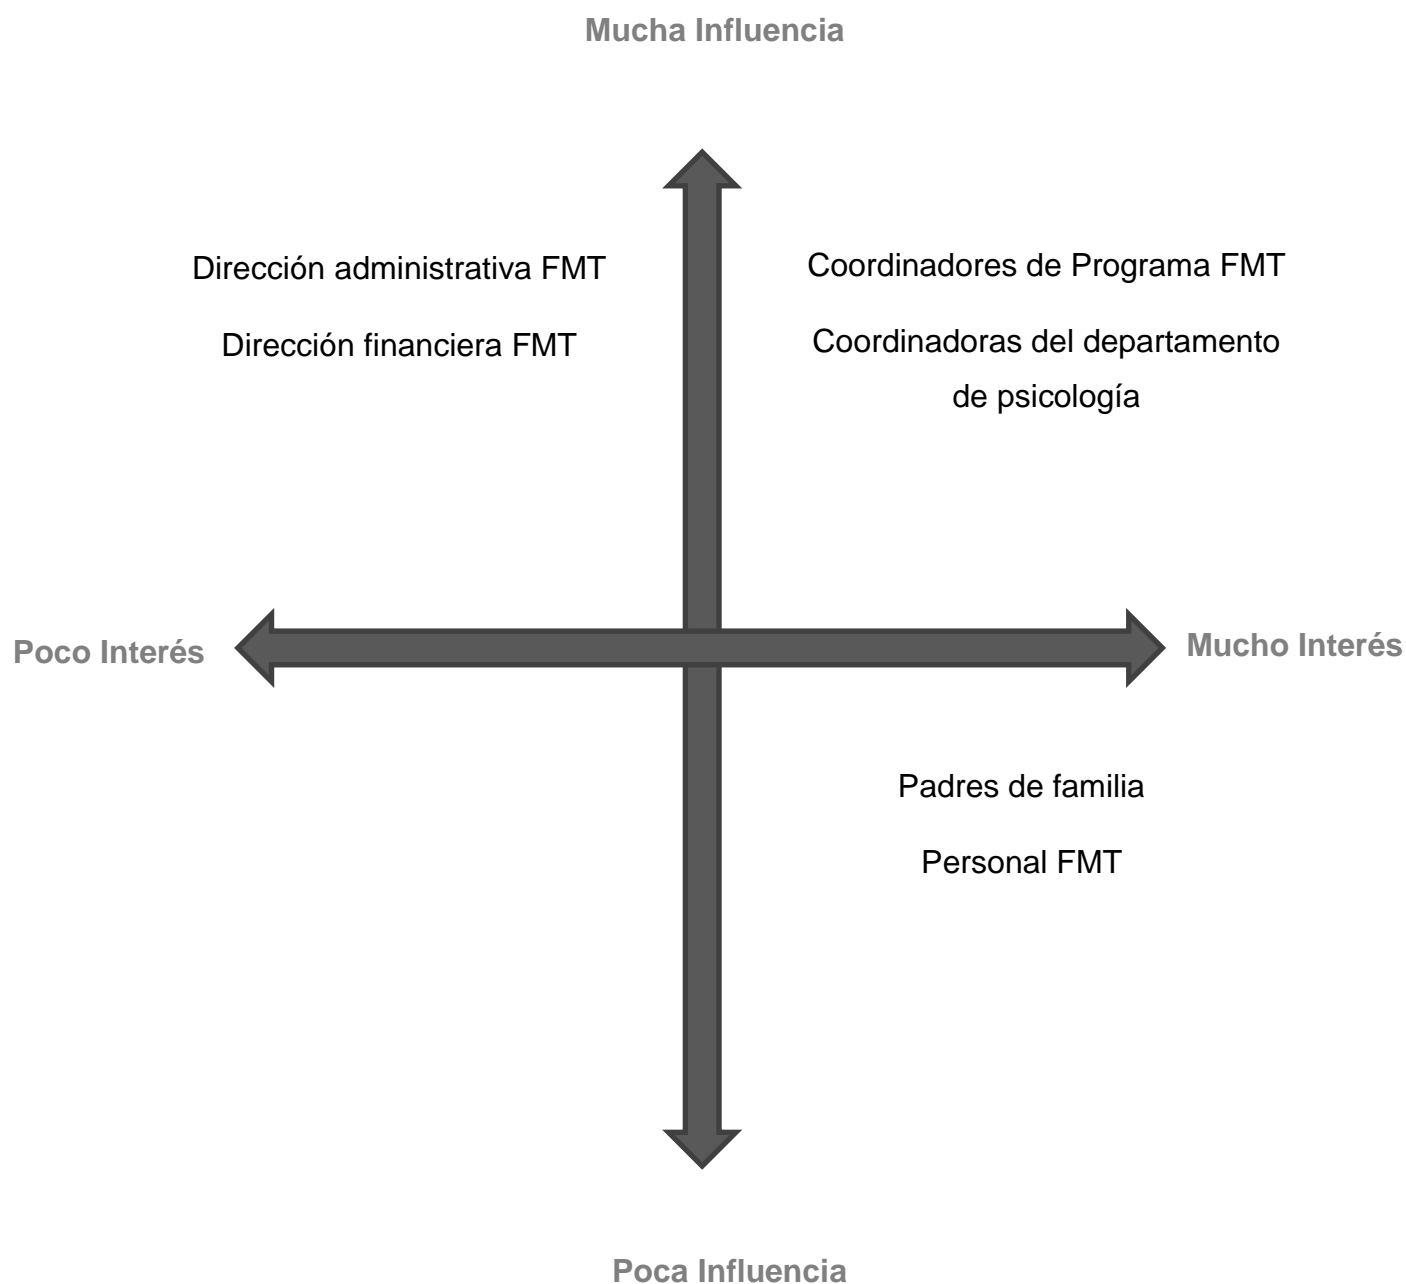 Mucha Influencia
Dirección administrativa FMT
Dirección financiera FMT
Coordinadores de Programa FMT
Coordinadoras del departamento
de psicología
Poco Interés
Mucho Interés
Padres de familia
Personal FMT
Poca Influencia